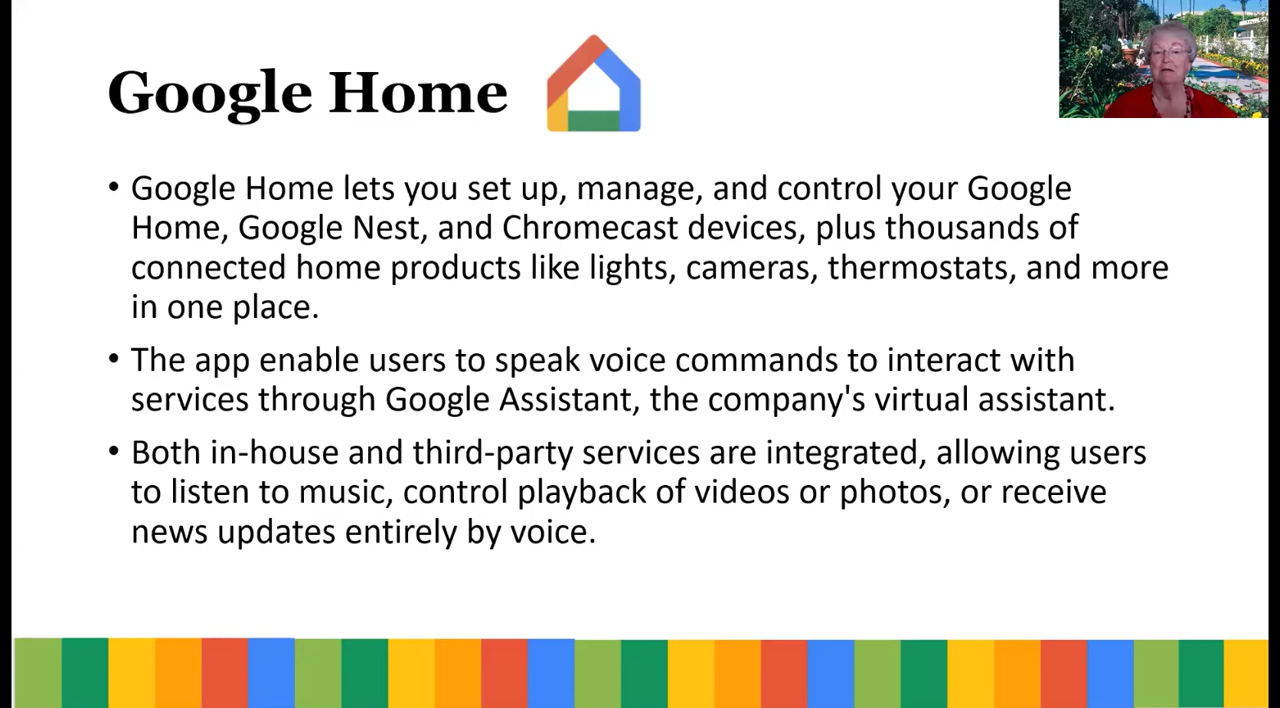 Google Home
• Google Home lets you set up, manage, and control your Google
Home, Google Nest, and Chromecast devices, plus thousands of
connected home products like lights, cameras, thermostats, and more
in one place.
• The app enable users to speak voice commands to interact with
services through Google Assistant, the company's virtual assistant.
• Both in-house and third-party services are integrated, allowing users
to listen to music, control playback of videos or photos, or receive
news updates entirely by voice.